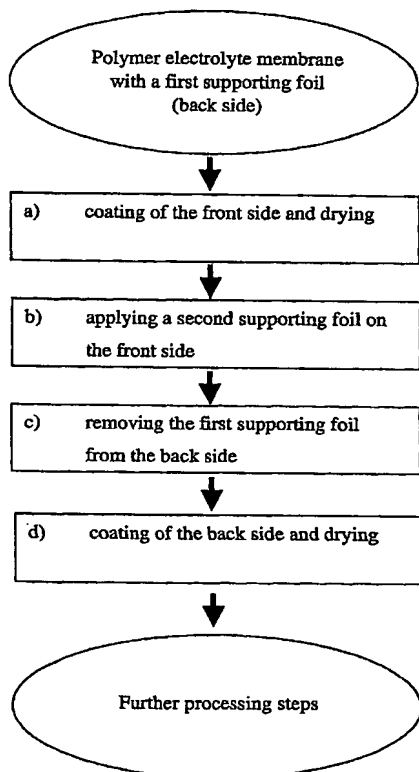 Polymer electrolyte membrane
with a first supporting foil
(back side)
a) coating of the front side and drying
b) applying a second supporting foil on
the front side
c) removing the first supporting foil
from the back side
d) coating of the back side and drying
Further processing steps